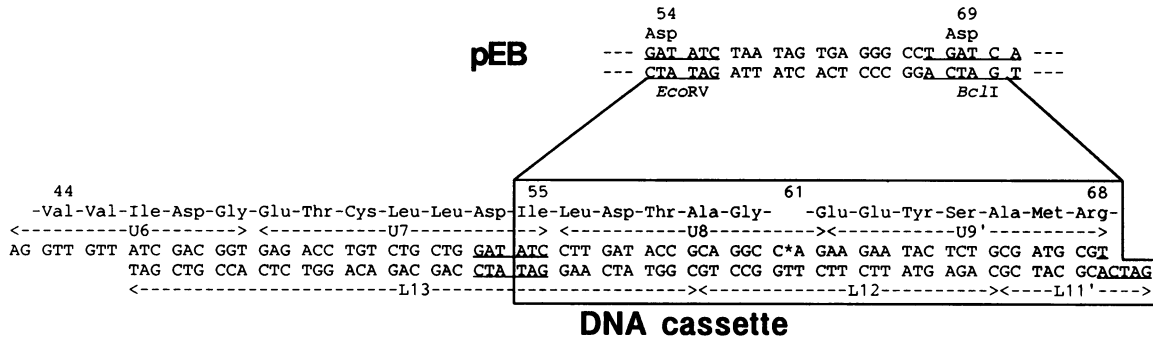 54 69
Asp Asp
pEB --- GAT ATC TAA TAG TGA GGG CCT GAT C A ---
--- CTA TAG ATT ATC ACT CCC GGA CTA G T ---
EcoRV BclI
44 55 61 68
-Val-Val-Ile-Asp-Gly-Glu-Thr-Cys-Leu-Leu-Asp-Ile-Leu-Asp-Thr-Ala-Gly- -Glu-Glu-Tyr-Ser-Ala-Met-Arg-
<---------U6--------><---------U7-----------> <---------U8----------><---------U9'----------->
AG GTT GTT ATC GAC GGT GAG ACC TGT CTG CTG GAT ATC CTT GAT ACC GCA GGC C*A GAA GAA TAC TCT GCG ATG CGT
TAG CTG CCA CTC TGG ACA GAC GAC CTA TAG GAA CTA TGG CGT CCG GTT CTT CTT ATG AGA CGC TAC GCACTAG
<-----------------L13-----------------><------------L12----------><----L11'---->
DNA cassette